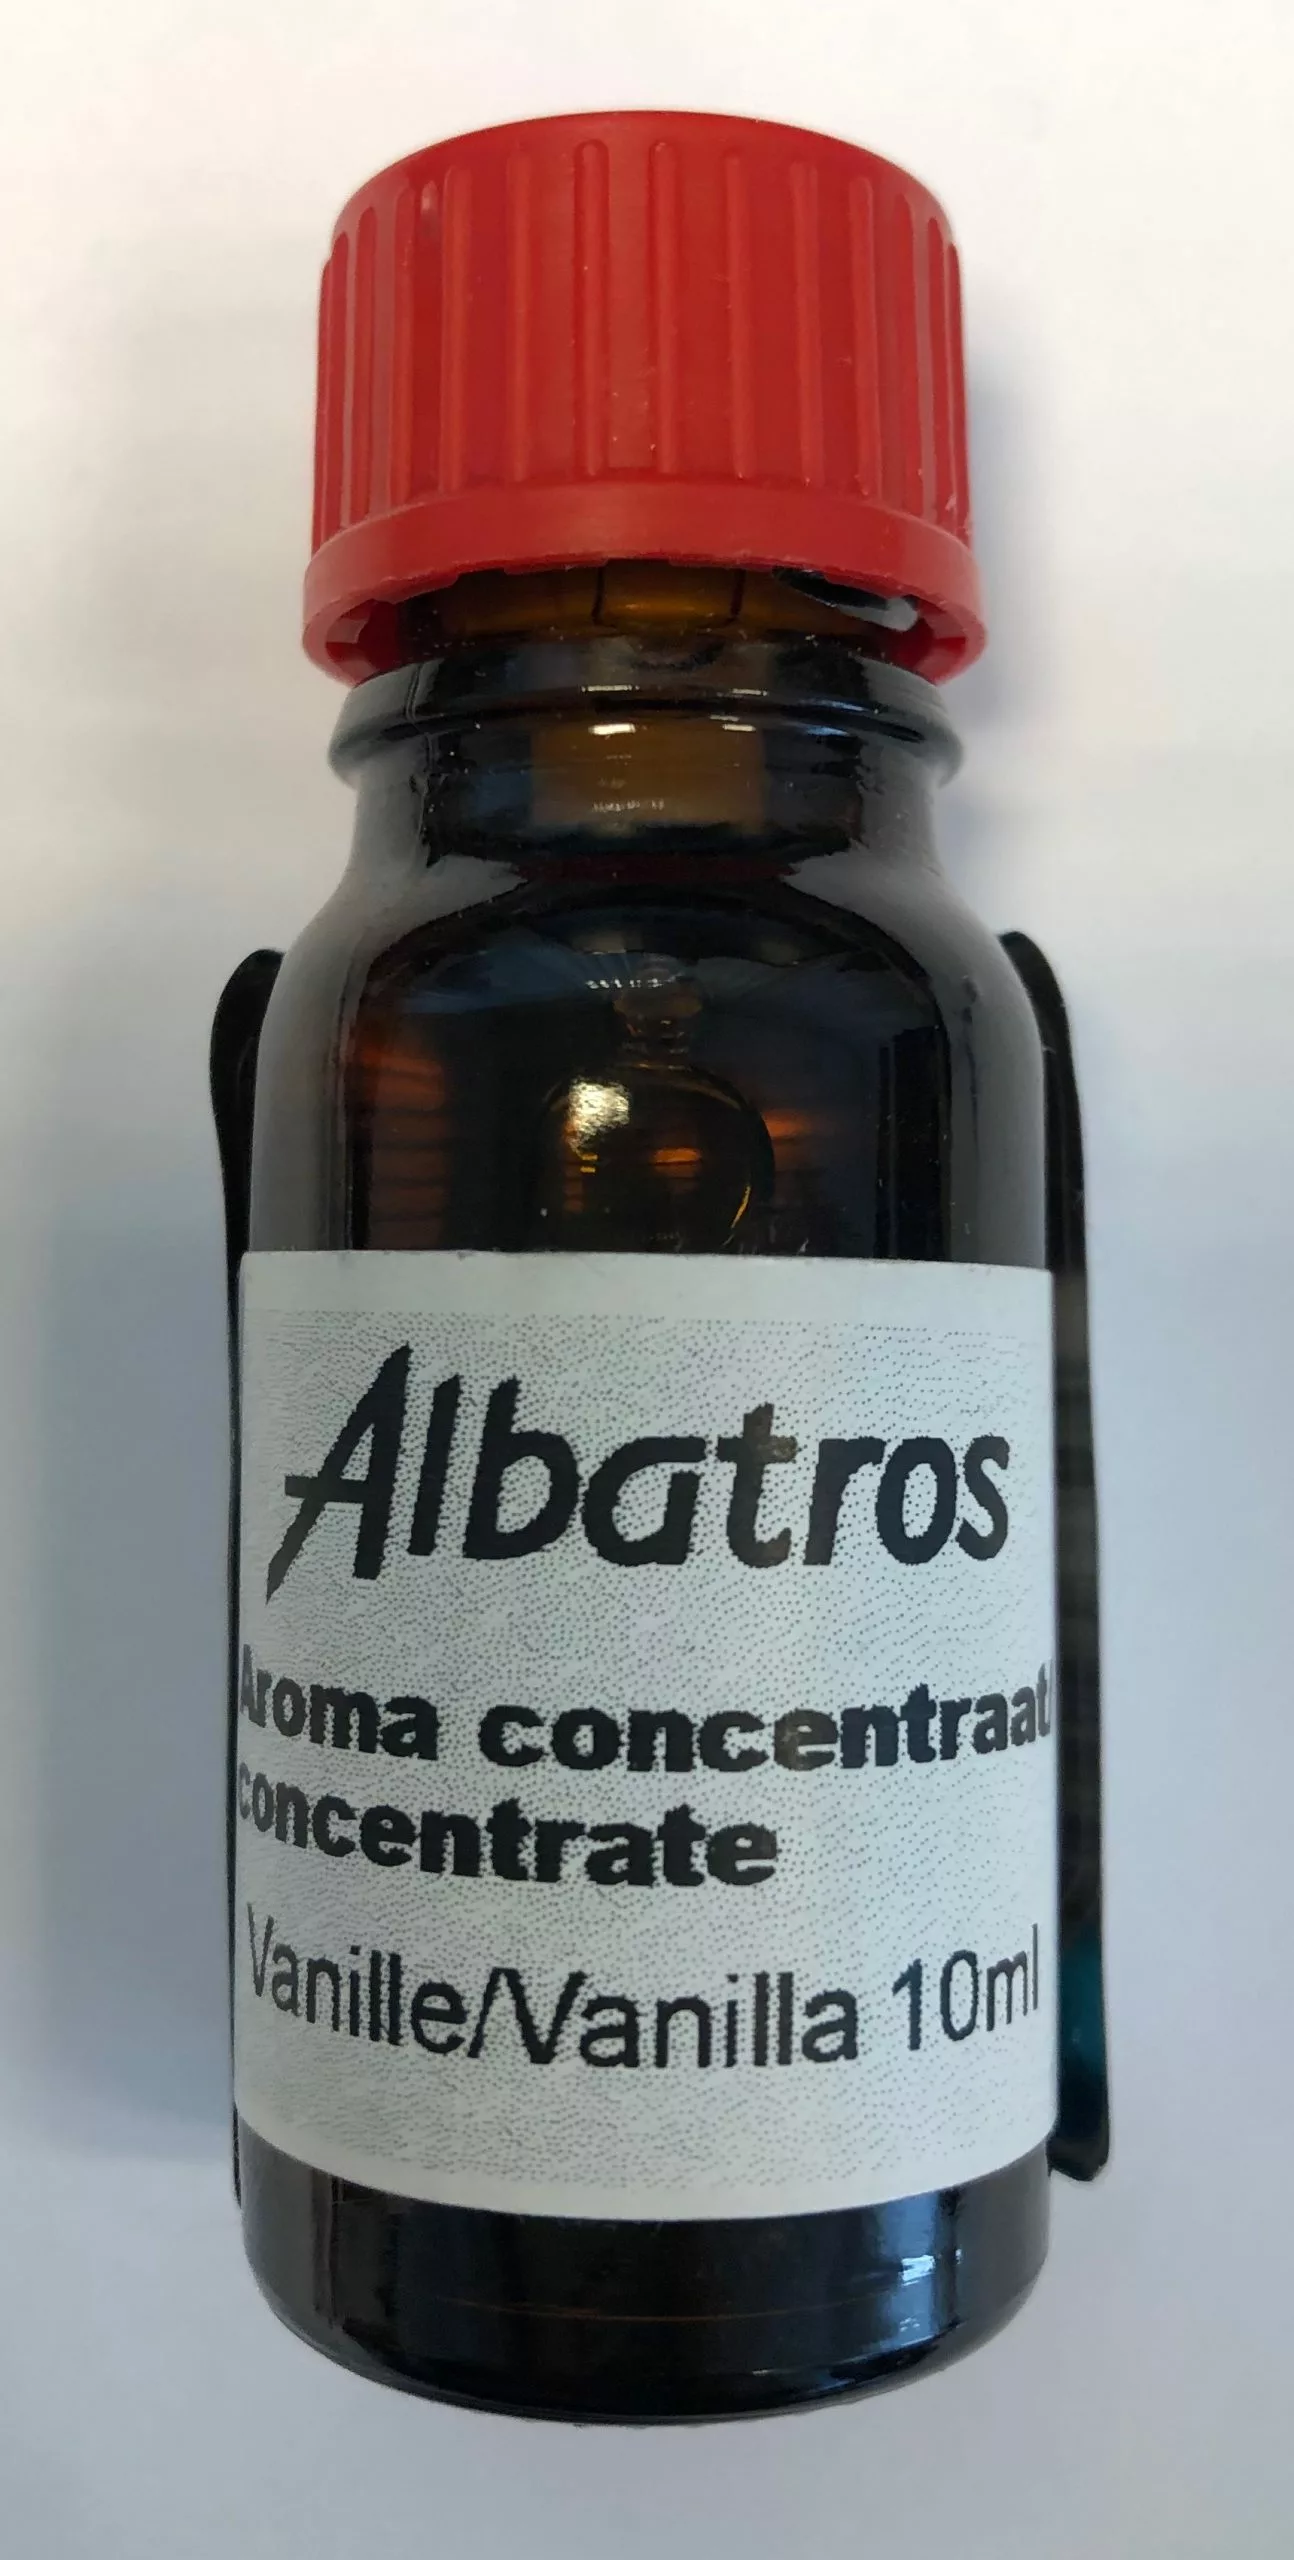 Albatros
Aroma concentraat/
concentrate
Vanille/Vanilla 10ml